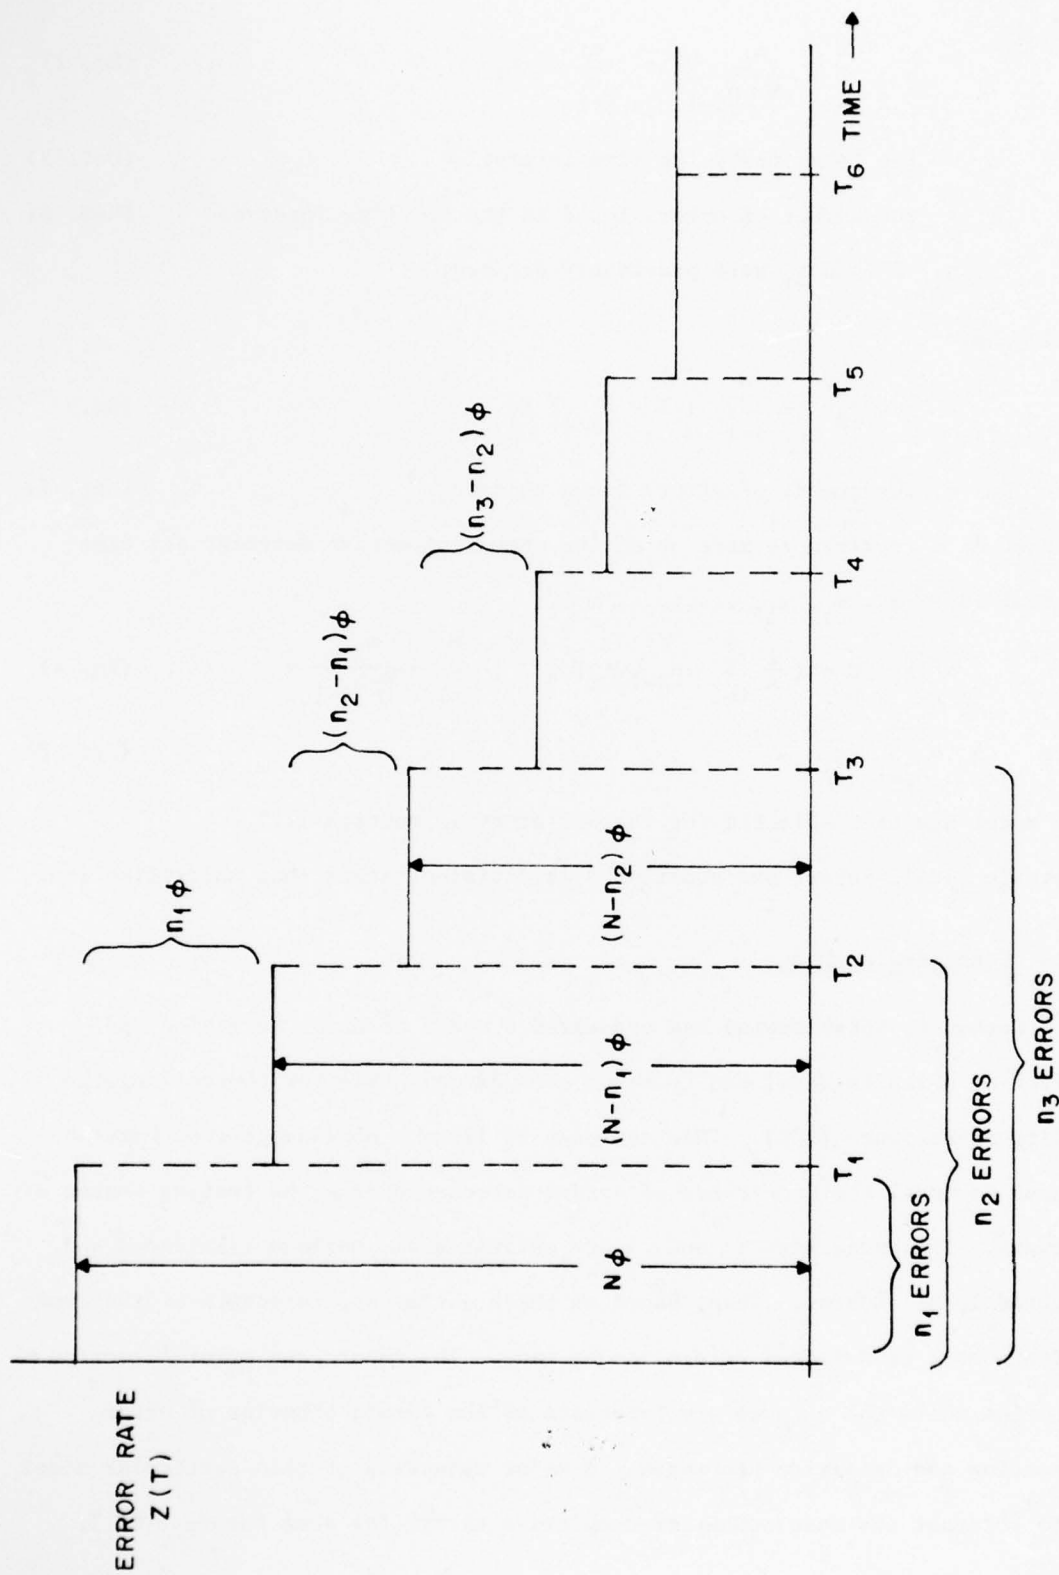 ERROR RATE
Z(T)
n₁ϕ
(n₂-n₁)ϕ
(n₃-n₂)ϕ
Nϕ
(N-n₁)ϕ
(N-n₂)ϕ
T₁ T₂ T₃ T₄ T₅ T₆ TIME
n₁ ERRORS
n₂ ERRORS
n₃ ERRORS